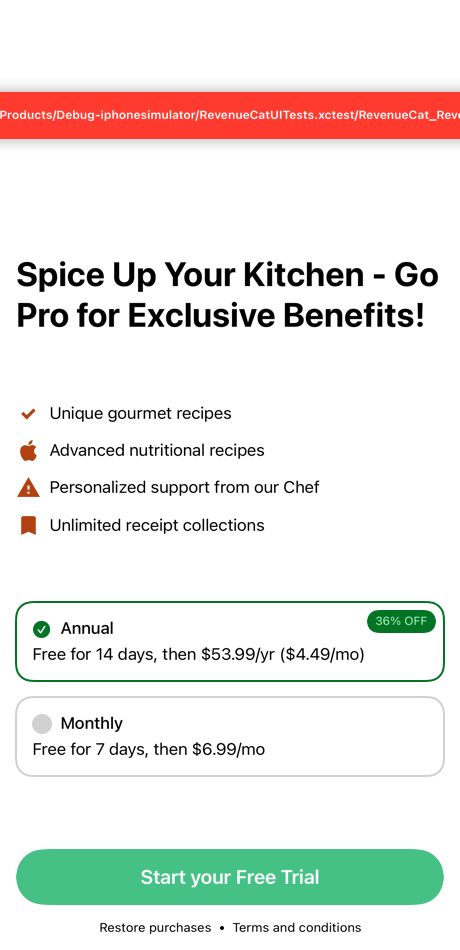 Products/Debug-iphonesimulator/RevenueCatUITests.xctest/RevenueCat_Reve
Spice Up Your Kitchen - Go
Pro for Exclusive Benefits!
Unique gourmet recipes
Advanced nutritional recipes
Personalized support from our Chef
Unlimited receipt collections
Annual
36% OFF
Free for 14 days, then $53.99/yr ($4.49/mo)
Monthly
Free for 7 days, then $6.99/mo
Start your Free Trial
Restore purchases • Terms and conditions